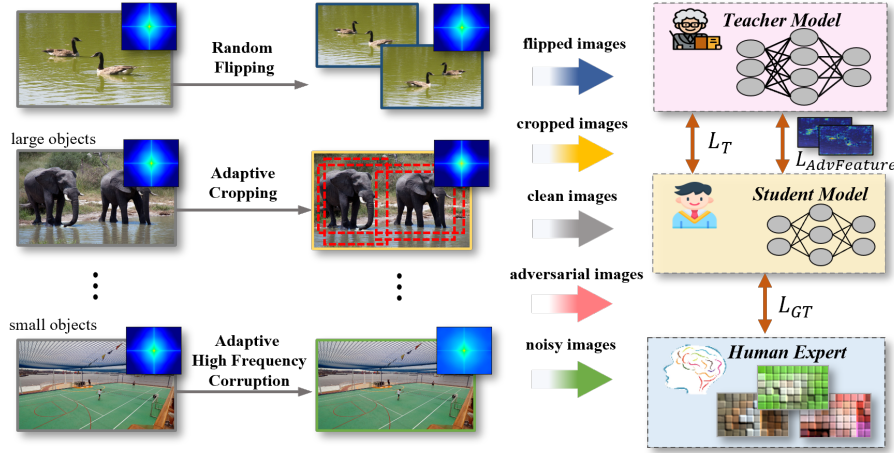 Random
Flipping
large objects
Adaptive
Cropping
small objects
Adaptive
High Frequency
Corruption
flipped images
cropped images
clean images
adversarial images
noisy images
Teacher Model
L_T
L_AdvFeature
Student Model
L_GT
Human Expert